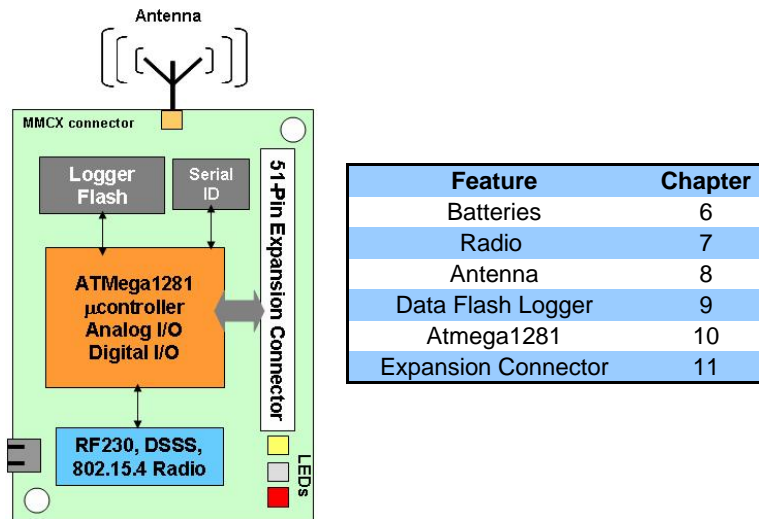 Antenna
MMCX connector
Logger
Flash
Serial
ID
51-Pin Expansion Connector
ATMega1281
µcontroller
Analog I/O
Digital I/O
RF230, DSSS,
802.15.4 Radio
LEDs
Feature Chapter
Batteries 6
Radio 7
Antenna 8
Data Flash Logger 9
Atmega1281 10
Expansion Connector 11